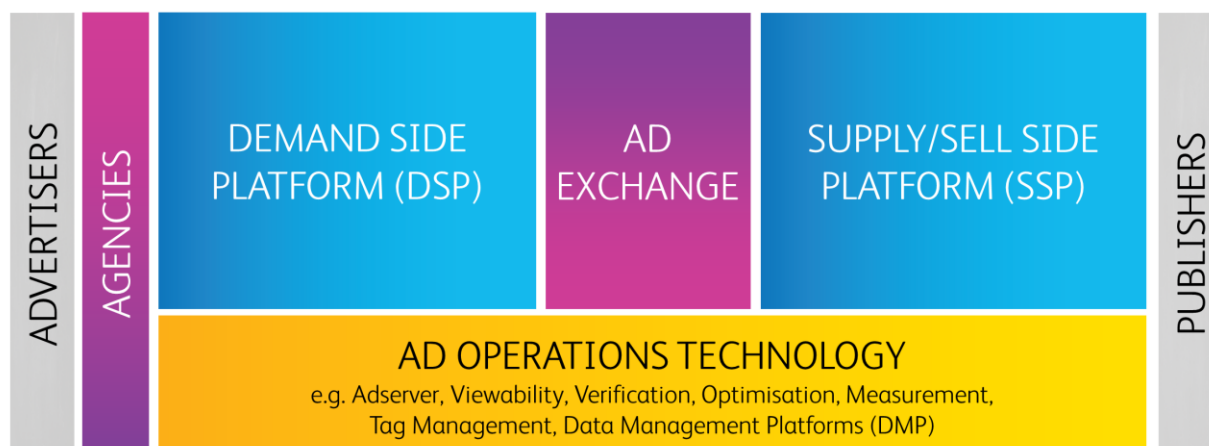 ADVERTISERS
AGENCIES
DEMAND SIDE
PLATFORM (DSP)
AD
EXCHANGE
SUPPLY/SELL SIDE
PLATFORM (SSP)
PUBLISHERS
AD OPERATIONS TECHNOLOGY
e.g. Adserver, Viewability, Verification, Optimisation, Measurement,
Tag Management, Data Management Platforms (DMP)